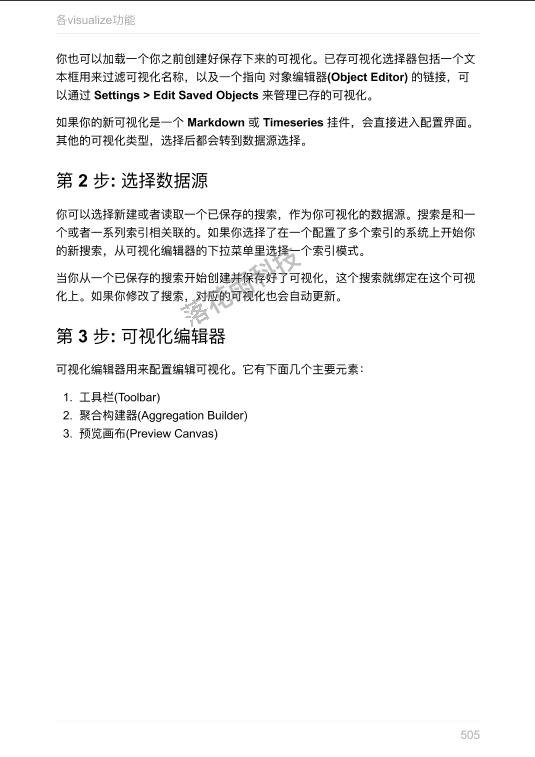 各visualize功能
你也可以加载一个你之前创建好保存下来的可视化。已存可视化选择器包括一个文
本框用来过滤可视化名称，以及一个指向 对象编辑器(Object Editor) 的链接，可
以通过 Settings > Edit Saved Objects 来管理已存的可视化。
如果你的新可视化是一个 Markdown 或 Timeseries 挂件，会直接进入配置界面。
其他的可视化类型，选择后都会转到数据源选择。
第 2 步: 选择数据源
你可以选择新建或者读取一个已保存的搜索，作为你可视化的数据源。搜索是和一
个或者一系列索引相关联的。如果你选择了在一个配置了多个索引的系统上开始你
的新搜索，从可视化编辑器的下拉菜单里选择一个索引模式。
当你从一个已保存的搜索开始创建并保存好了可视化，这个搜索就绑定在这个可视
化上。如果你修改了搜索，对应的可视化也会自动更新。
落花雨科技
第 3 步: 可视化编辑器
可视化编辑器用来配置编辑可视化。它有下面几个主要元素：
1. 工具栏(Toolbar)
2. 聚合构建器(Aggregation Builder)
3. 预览画布(Preview Canvas)
505